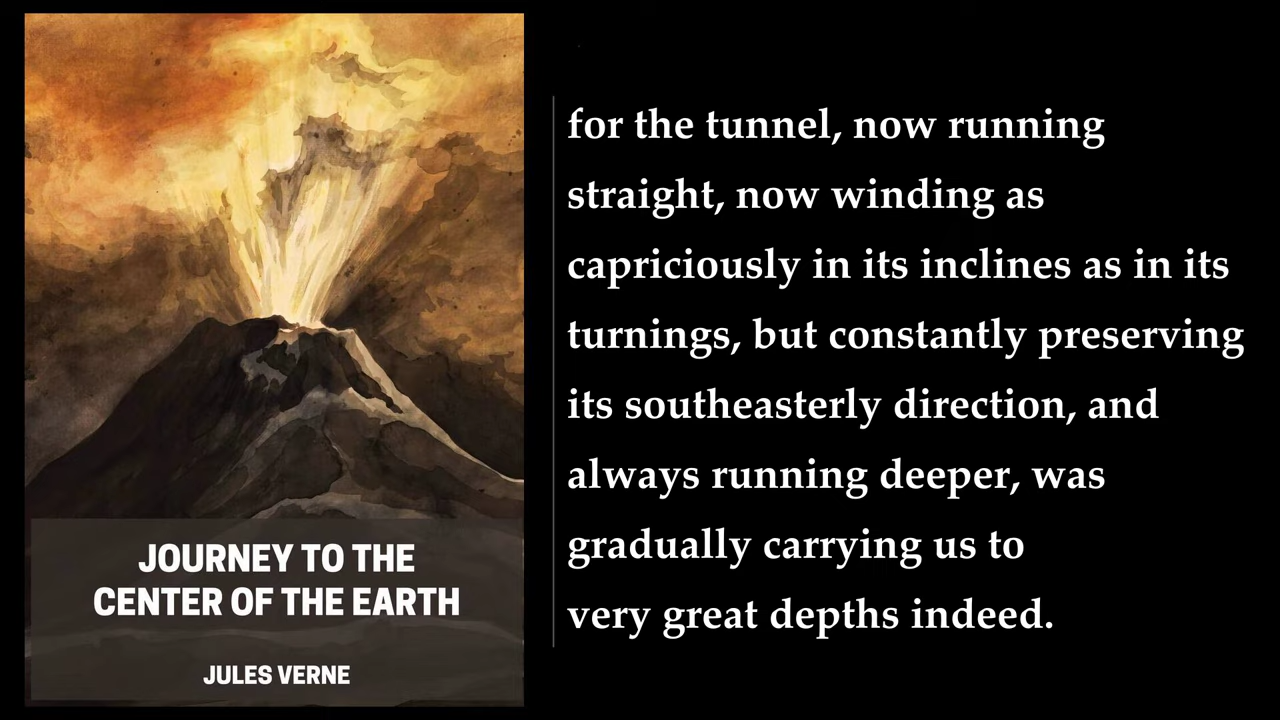 JOURNEY TO THE
CENTER OF THE EARTH
JULES VERNE
for the tunnel, now running
straight, now winding as
capriciously in its inclines as in its
turnings, but constantly preserving
its southeasterly direction, and
always running deeper, was
gradually carrying us to
very great depths indeed.